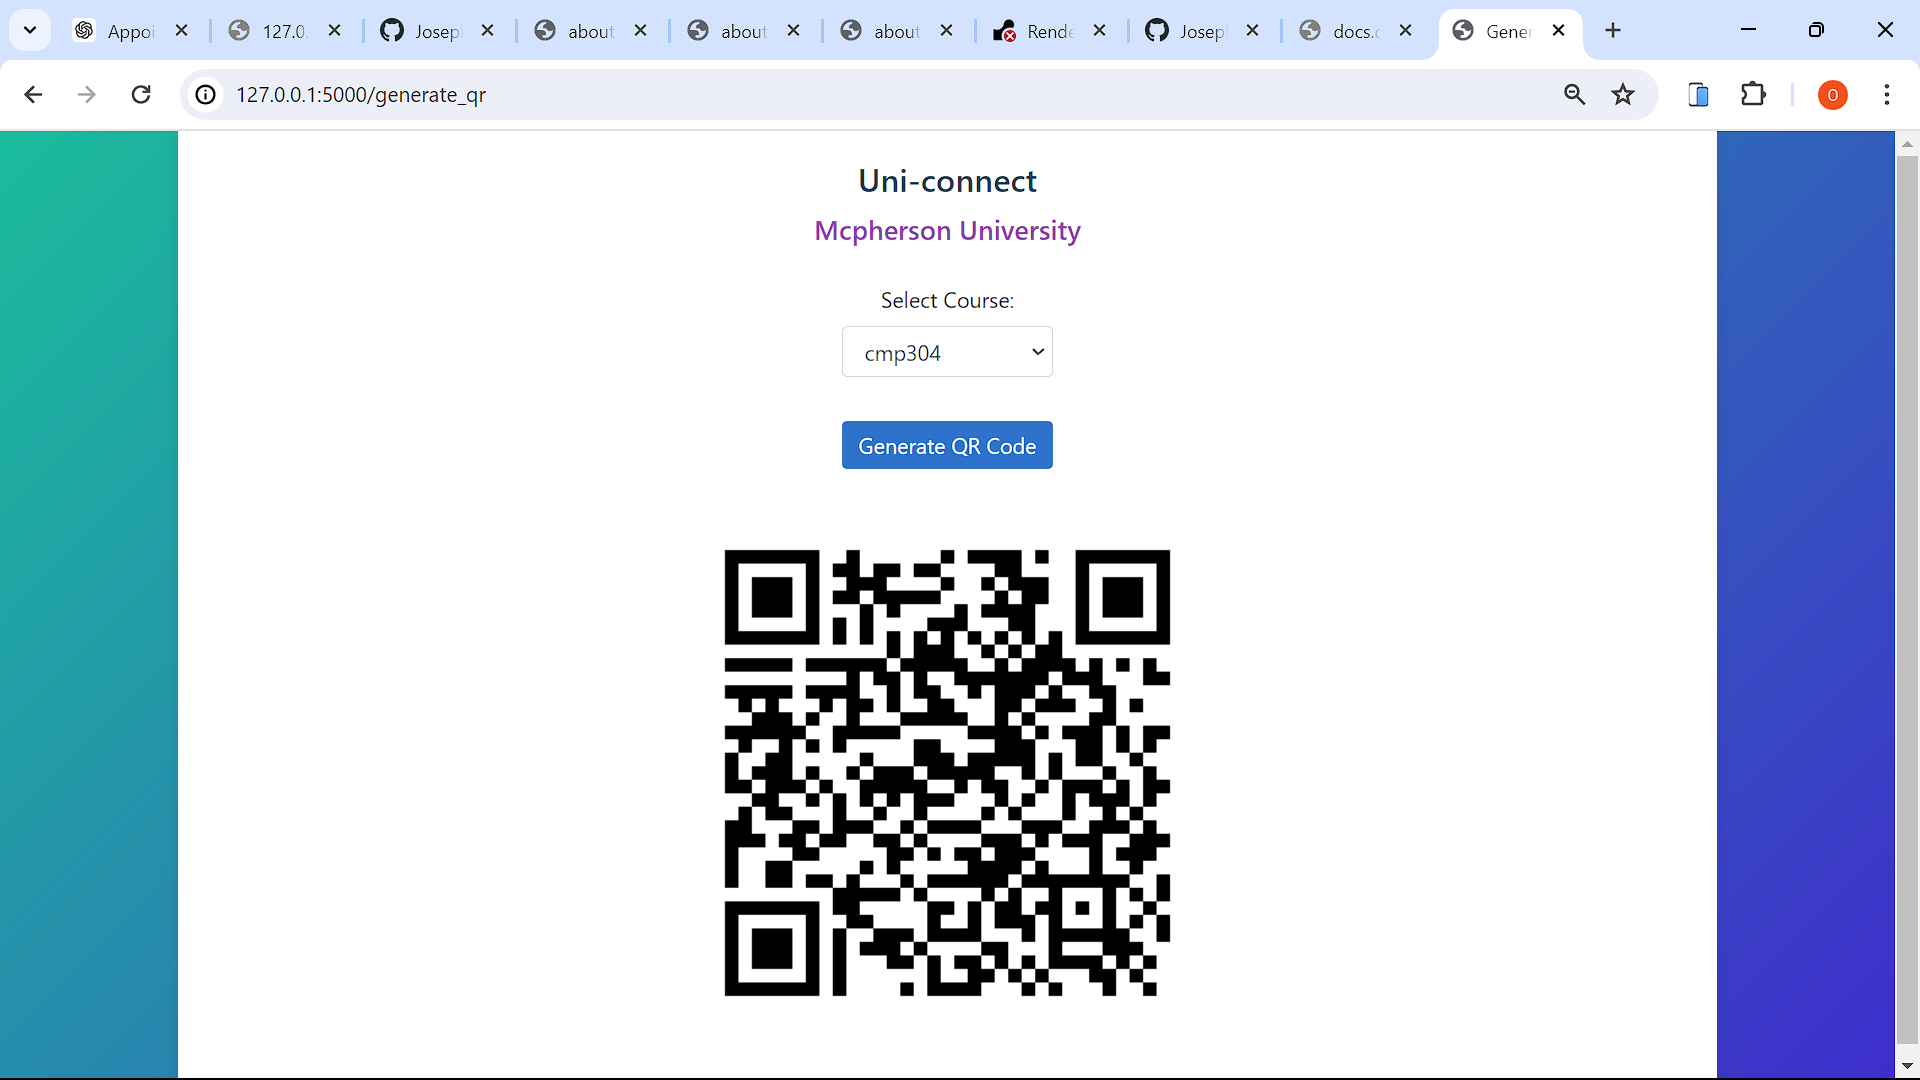 Appoi
127.0.
Josep
about
about
about
Rende
Josep
docs.c
Gener
127.0.0.1:5000/generate_qr
O
Uni-connect
Mcpherson University
Select Course:
cmp304
Generate QR Code